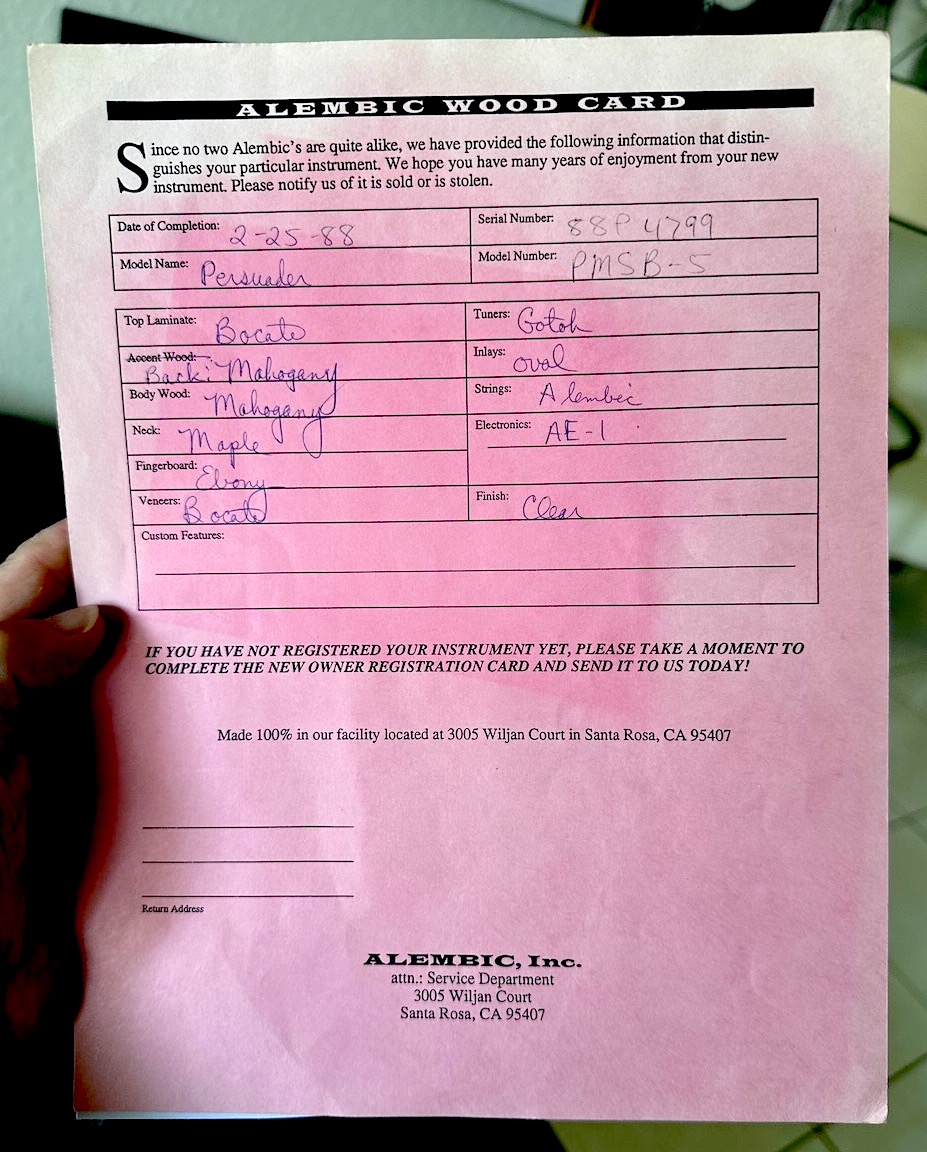 ALEMBIC WOOD CARD
Since no two Alembic's are quite alike, we have provided the following information that distin-
guishes your particular instrument. We hope you have many years of enjoyment from your new
instrument. Please notify us of it is sold or is stolen.
Date of Completion: 2-25-88
Serial Number: 88P4799
Model Name: Persuader
Model Number: PMSB-5
Top Laminate: Bocate
Tuners: Gotoh
Accent Wood:
Back: Mahogany
Inlays: oval
Body Wood: Mahogany
Strings: Alembic
Neck: Maple
Electronics: AE-1
Fingerboard: Ebony
Veneers: Bocate
Finish: Clear
Custom Features:
IF YOU HAVE NOT REGISTERED YOUR INSTRUMENT YET, PLEASE TAKE A MOMENT TO
COMPLETE THE NEW OWNER REGISTRATION CARD AND SEND IT TO US TODAY!
Made 100% in our facility located at 3005 Wiljan Court in Santa Rosa, CA 95407
Return Address
ALEMBIC, Inc.
attn.: Service Department
3005 Wiljan Court
Santa Rosa, CA 95407